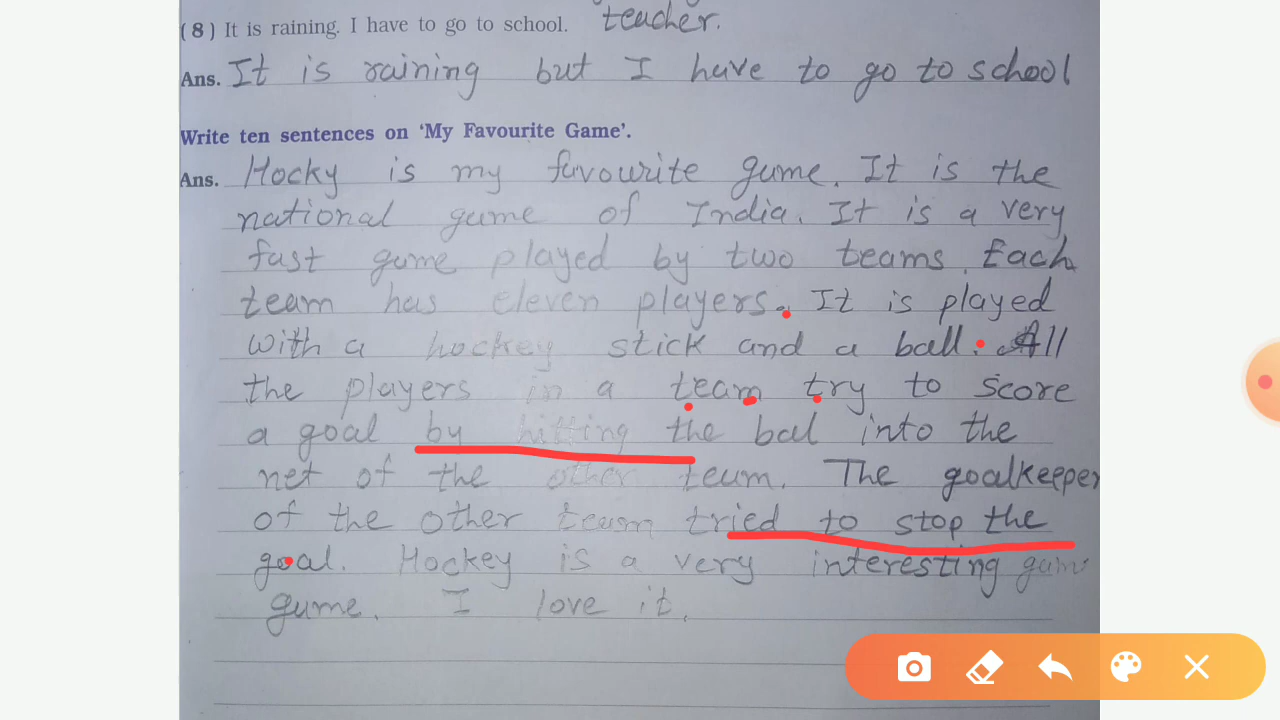 teacher.
(8) It is raining. I have to go to school.
Ans. It is raining but I have to go to school
Write ten sentences on 'My Favourite Game'.
Ans. Hocky is my favourite game. It is the
national game of India. It is a very
fast game played by two teams. Each
team has eleven players. It is played
with a hockey stick and a ball. All
the players in a team try to score
a goal by hitting the ball into the
net of the other team. The goalkeeper
of the other team tried to stop the
goal. Hockey is a very interesting gam
game. I love it.